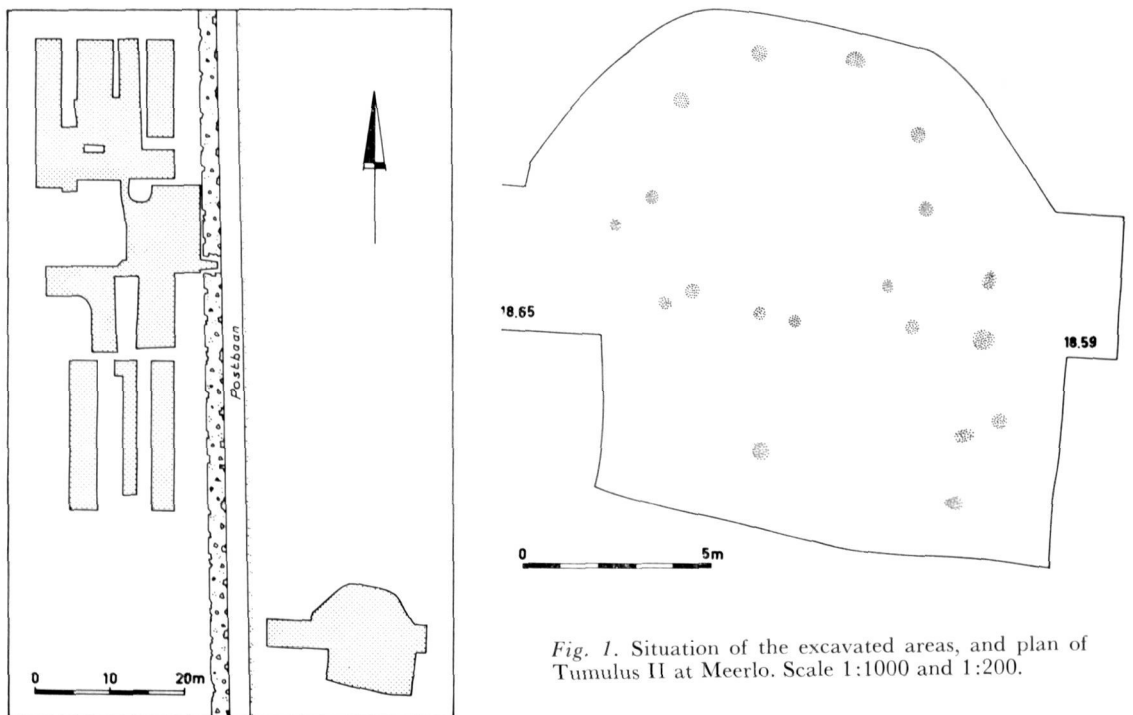 Postbaan
0 10 20m
18.65
18.59
0 5m
Fig. 1. Situation of the excavated areas, and plan of
Tumulus II at Meerlo. Scale 1:1000 and 1:200.